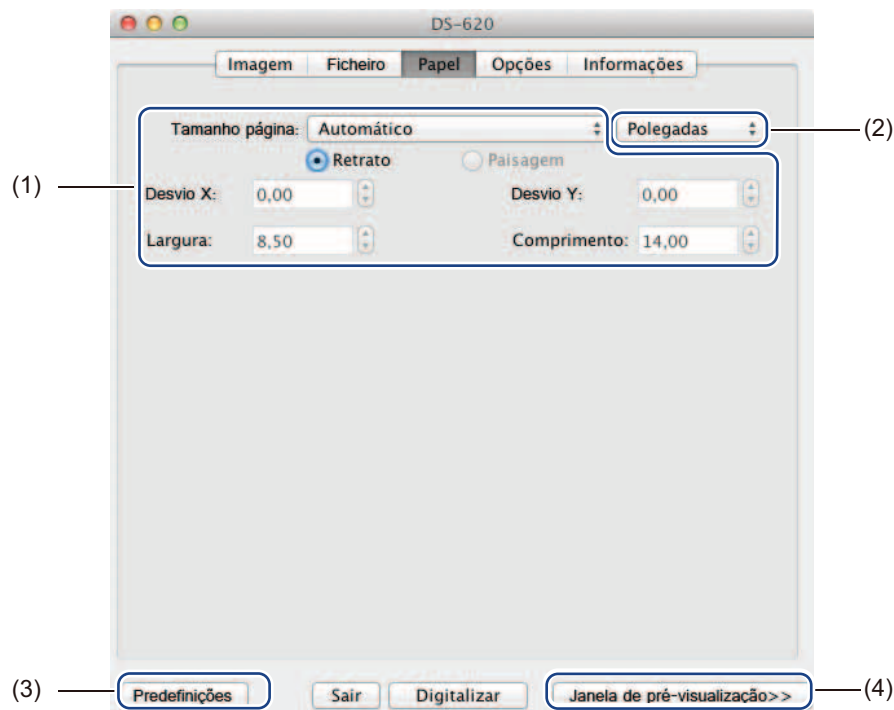 DS-620
Imagem Ficheiro Papel Opções Informações
Tamanho página: Automático Polegadas (2)
Retrato Paisagem
(1)
Desvio X: 0,00 Desvio Y: 0,00
Largura: 8,50 Comprimento: 14,00
(3) Predefinições Sair Digitalizar Janela de pré-visualização>> (4)